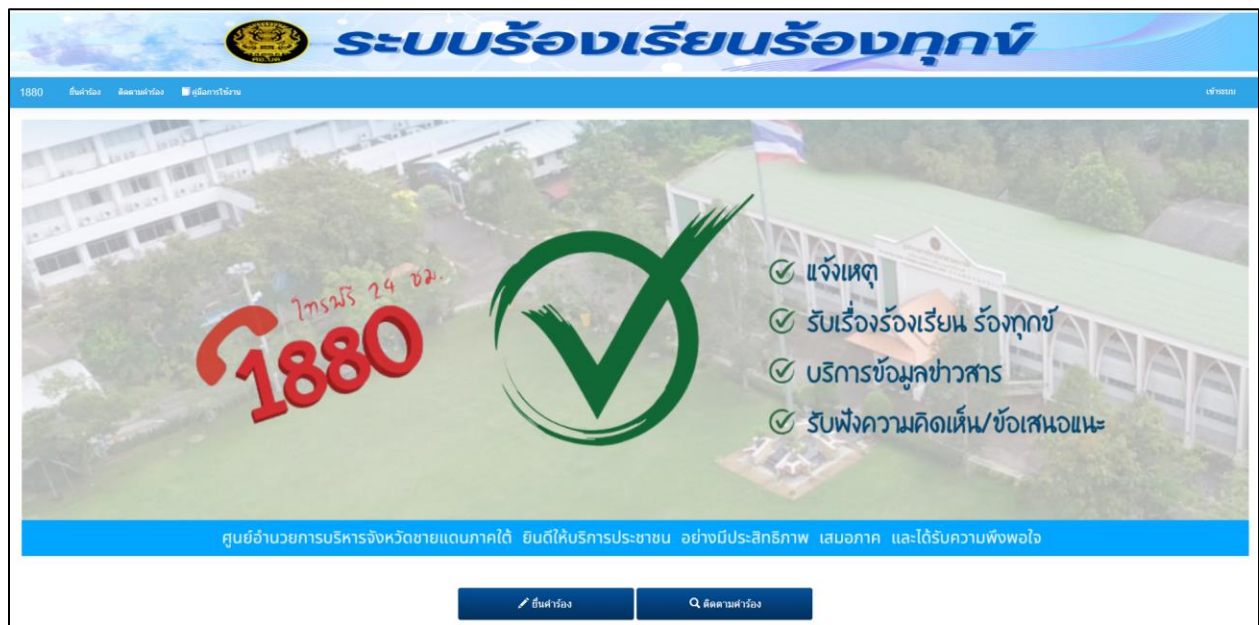 ระบบร้องเรียนร้องทุกข์
ศอ.บต.
1880 ยื่นคำร้อง ติดตามคำร้อง คู่มือการใช้งาน เข้าระบบ
โทรฟรี 24 ชม.
1880
แจ้งเหตุ
รับเรื่องร้องเรียน ร้องทุกข์
บริการข้อมูลข่าวสาร
รับฟังความคิดเห็น/ข้อเสนอแนะ
ศูนย์อำนวยการบริหารจังหวัดชายแดนภาคใต้ ยินดีให้บริการประชาชน อย่างมีประสิทธิภาพ เสมอภาค และได้รับความพึงพอใจ
ยื่นคำร้อง ติดตามคำร้อง